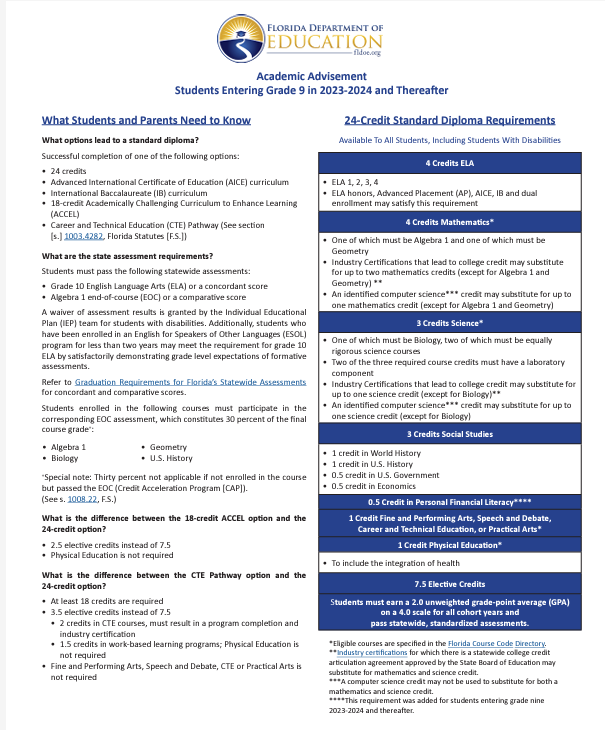 FLORIDA DEPARTMENT OF
EDUCATION
fldoe.org
Academic Advisement
Students Entering Grade 9 in 2023-2024 and Thereafter
What Students and Parents Need to Know
What options lead to a standard diploma?
Successful completion of one of the following options:
• 24 credits
• Advanced International Certificate of Education (AICE) curriculum
• International Baccalaureate (IB) curriculum
• 18-credit Academically Challenging Curriculum to Enhance Learning
(ACCEL)
• Career and Technical Education (CTE) Pathway (See section
[s.] 1003.4282, Florida Statutes [F.S.])
What are the state assessment requirements?
Students must pass the following statewide assessments:
• Grade 10 English Language Arts (ELA) or a concordant score
• Algebra 1 end-of-course (EOC) or a comparative score
A waiver of assessment results is granted by the Individual Educational
Plan (IEP) team for students with disabilities. Additionally, students who
have been enrolled in an English for Speakers of Other Languages (ESOL)
program for less than two years may meet the requirement for grade 10
ELA by satisfactorily demonstrating grade level expectations of formative
assessments.
Refer to Graduation Requirements for Florida's Statewide Assessments
for concordant and comparative scores.
Students enrolled in the following courses must participate in the
corresponding EOC assessment, which constitutes 30 percent of the final
course grade⁺:
• Algebra 1 • Geometry
• Biology • U.S. History
⁺Special note: Thirty percent not applicable if not enrolled in the course
but passed the EOC (Credit Acceleration Program [CAP]).
(See s. 1008.22, F.S.)
What is the difference between the 18-credit ACCEL option and the
24-credit option?
• 2.5 elective credits instead of 7.5
• Physical Education is not required
What is the difference between the CTE Pathway option and the
24-credit option?
• At least 18 credits are required
• 3.5 elective credits instead of 7.5
• 2 credits in CTE courses, must result in a program completion and
industry certification
• 1.5 credits in work-based learning programs; Physical Education is
not required
• Fine and Performing Arts, Speech and Debate, CTE or Practical Arts is
not required
24-Credit Standard Diploma Requirements
Available To All Students, Including Students With Disabilities
4 Credits ELA
• ELA 1, 2, 3, 4
• ELA honors, Advanced Placement (AP), AICE, IB and dual
enrollment may satisfy this requirement
4 Credits Mathematics*
• One of which must be Algebra 1 and one of which must be
Geometry
• Industry Certifications that lead to college credit may substitute
for up to two mathematics credits (except for Algebra 1 and
Geometry) **
• An identified computer science*** credit may substitute for up to
one mathematics credit (except for Algebra 1 and Geometry)
3 Credits Science*
• One of which must be Biology, two of which must be equally
rigorous science courses
• Two of the three required course credits must have a laboratory
component
• Industry Certifications that lead to college credit may substitute for
up to one science credit (except for Biology)**
• An identified computer science*** credit may substitute for up to
one science credit (except for Biology)
3 Credits Social Studies
• 1 credit in World History
• 1 credit in U.S. History
• 0.5 credit in U.S. Government
• 0.5 credit in Economics
0.5 Credit in Personal Financial Literacy****
1 Credit Fine and Performing Arts, Speech and Debate,
Career and Technical Education, or Practical Arts*
1 Credit Physical Education*
• To include the integration of health
7.5 Elective Credits
Students must earn a 2.0 unweighted grade-point average (GPA)
on a 4.0 scale for all cohort years and
pass statewide, standardized assessments.
*Eligible courses are specified in the Florida Course Code Directory.
**Industry certifications for which there is a statewide college credit
articulation agreement approved by the State Board of Education may
substitute for mathematics and science credit.
***A computer science credit may not be used to substitute for both a
mathematics and science credit.
****This requirement was added for students entering grade nine
2023-2024 and thereafter.